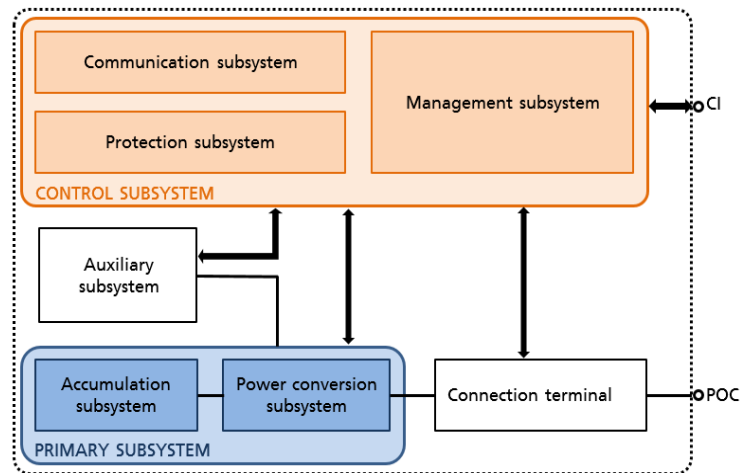 Communication subsystem
Management subsystem
Protection subsystem
CONTROL SUBSYSTEM
CI
Auxiliary
subsystem
Accumulation
subsystem
Power conversion
subsystem
Connection terminal
POC
PRIMARY SUBSYSTEM